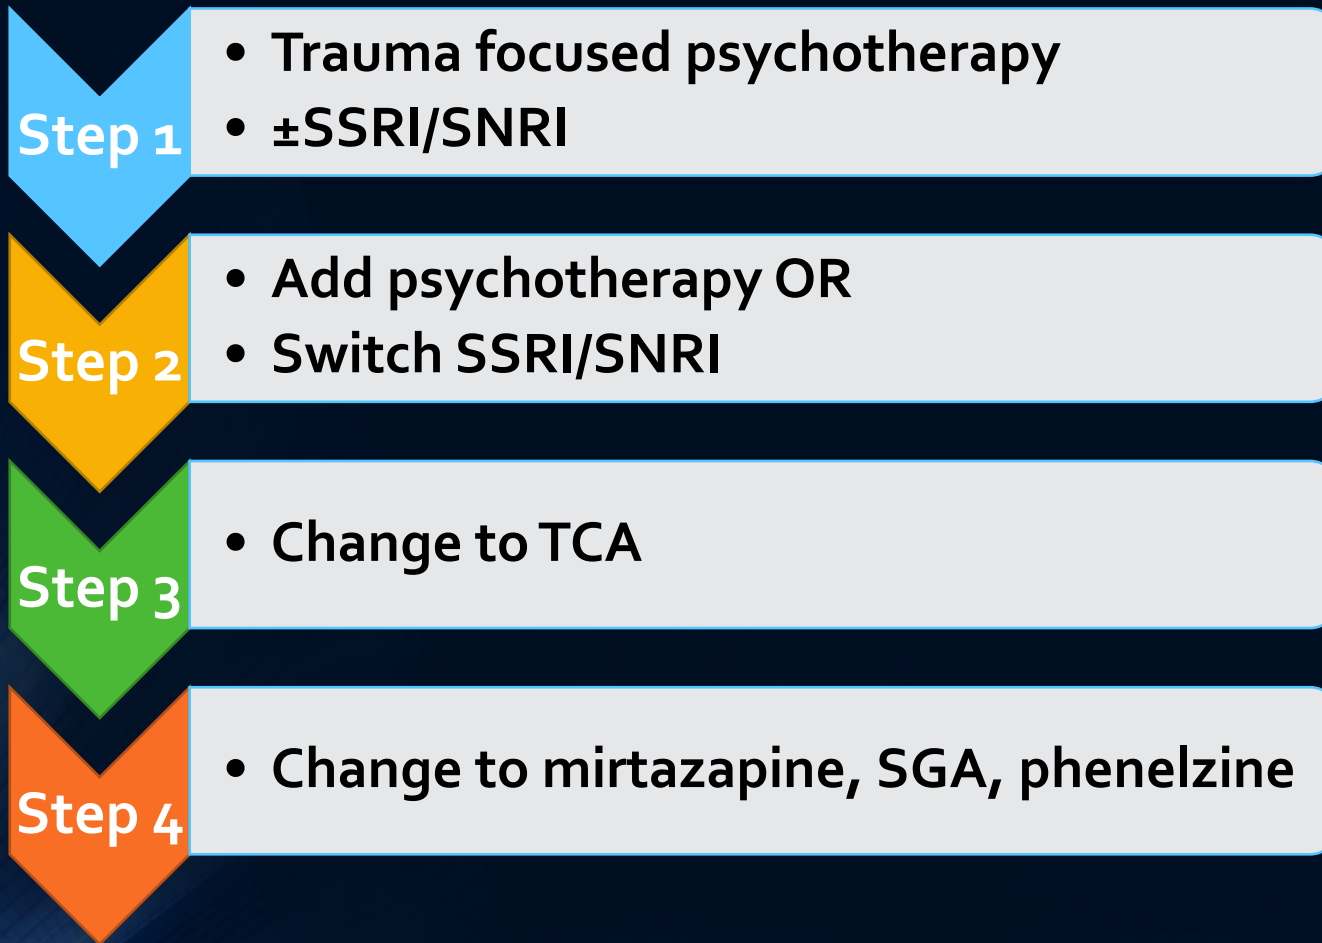 Step 1
• Trauma focused psychotherapy
• ±SSRI/SNRI
Step 2
• Add psychotherapy OR
• Switch SSRI/SNRI
Step 3
• Change to TCA
Step 4
• Change to mirtazapine, SGA, phenelzine